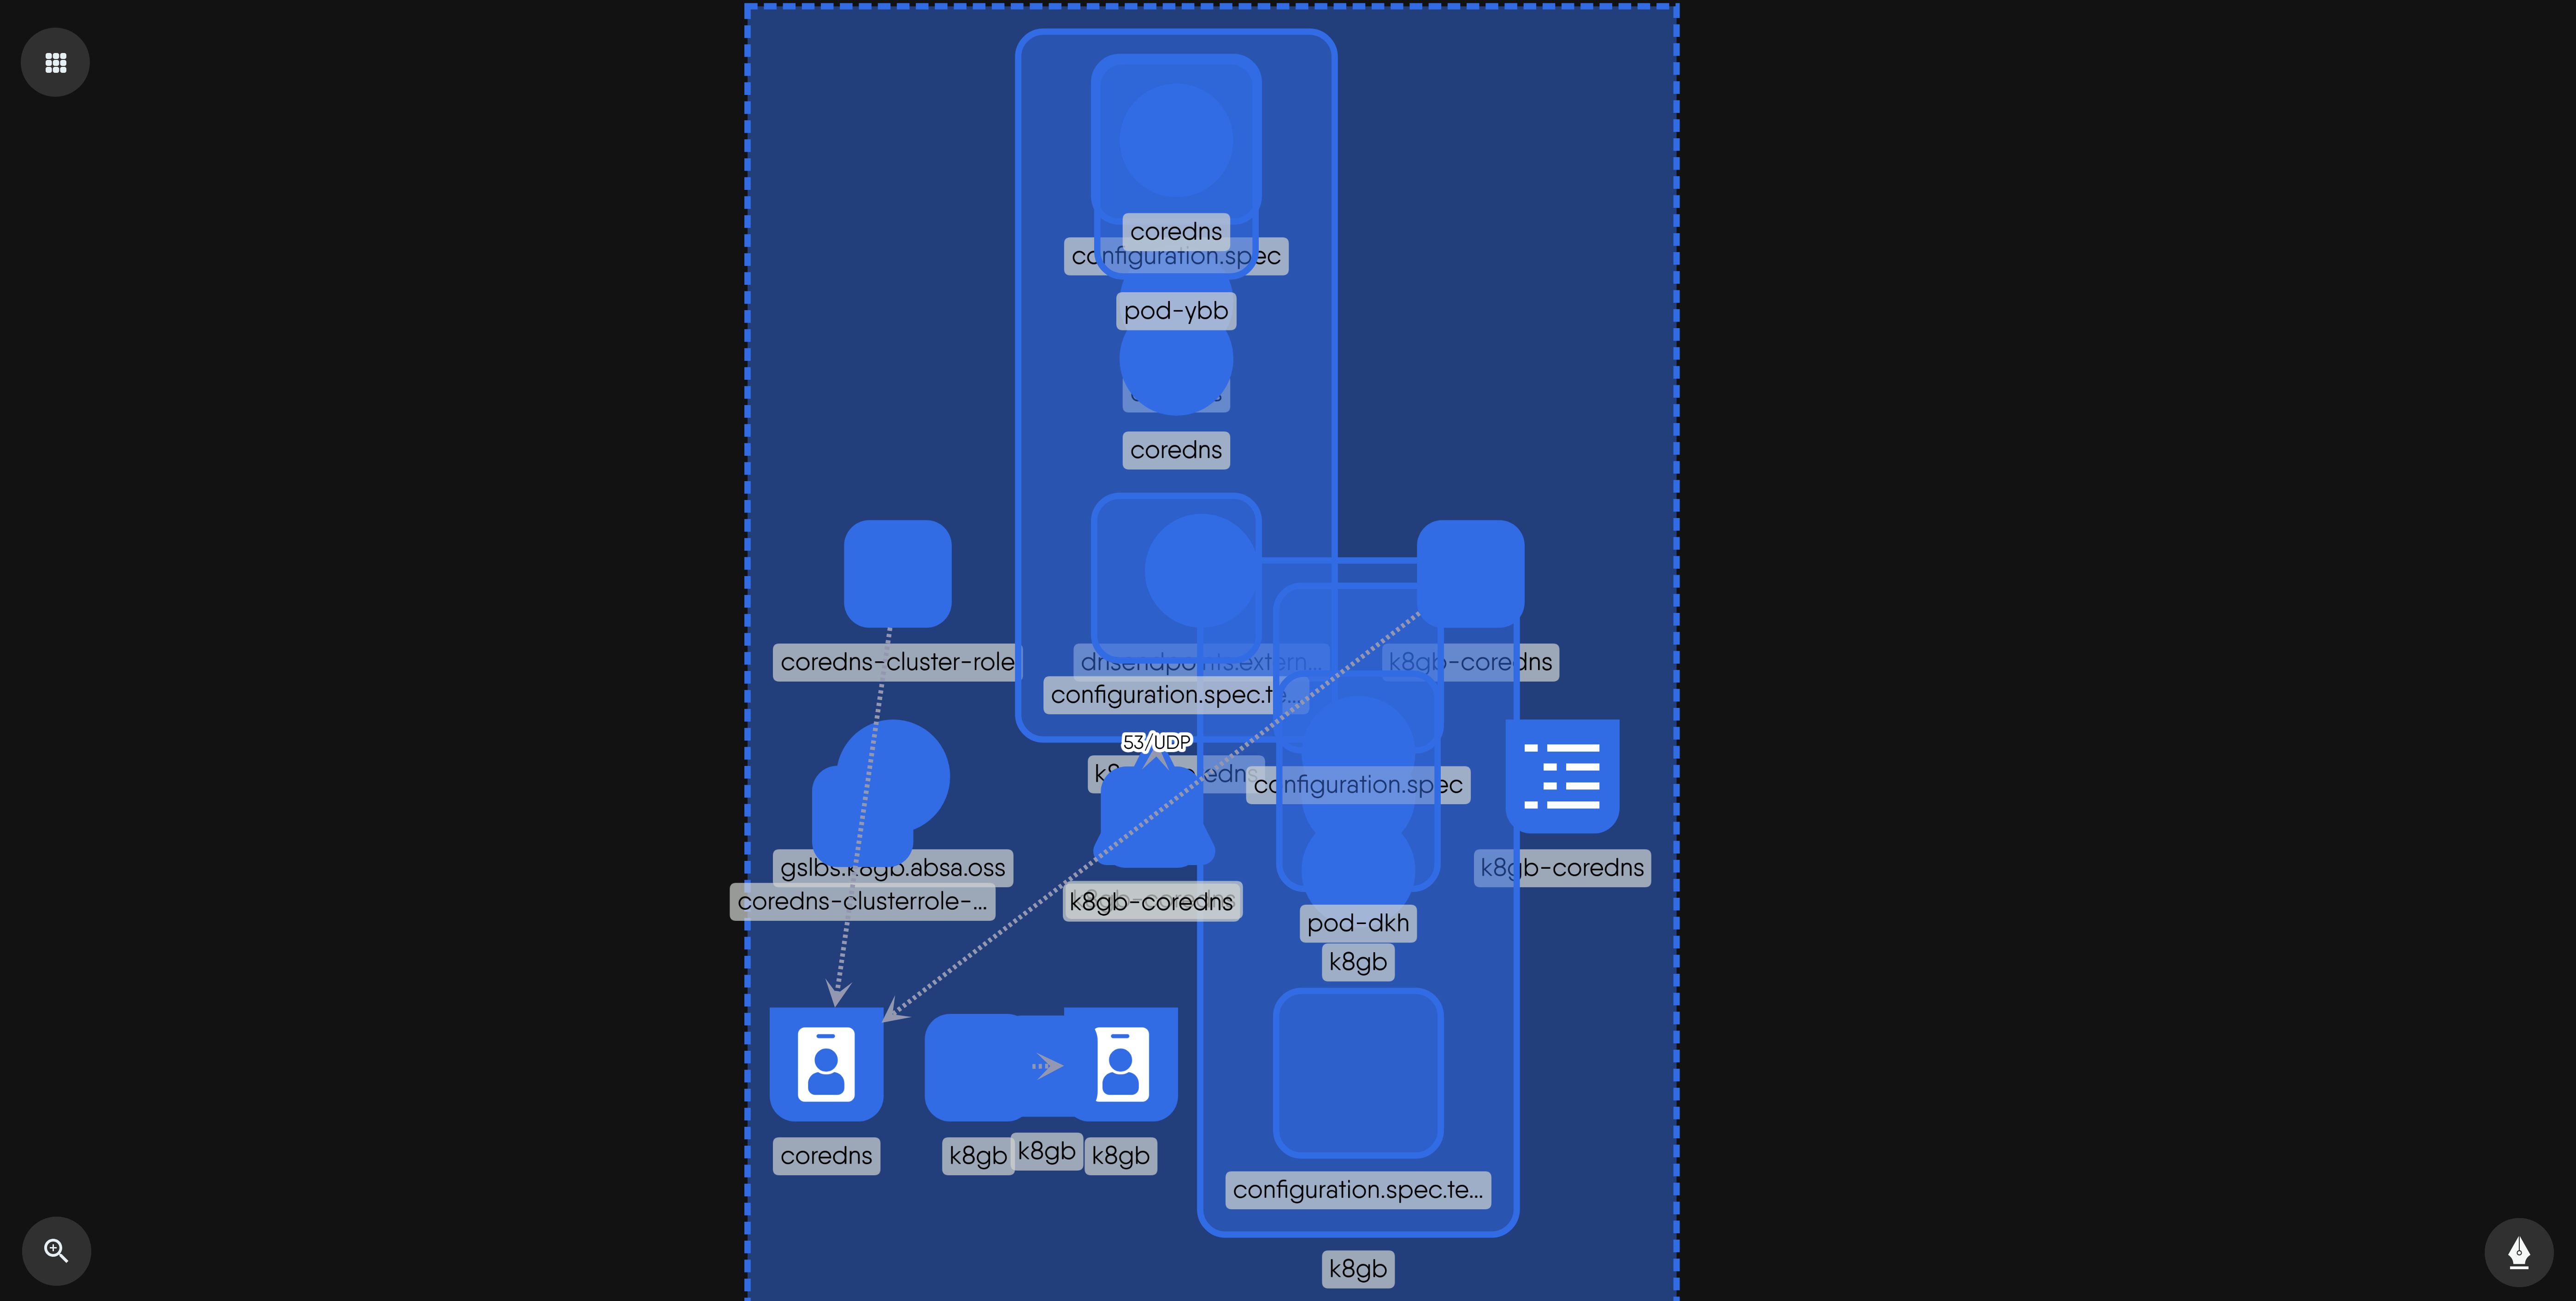 coredns
configuration.spec
pod-ybb
coredns
coredns-cluster-role
dnsendpoints.extern...
k8gb-coredns
configuration.spec.te...
53/UDP
k8gb-coredns
configuration.spec
gslbs.k8gb.absa.oss
k8gb-coredns
coredns-clusterrole-...
k8gb-coredns
pod-dkh
k8gb
coredns
k8gb
k8gb
k8gb
configuration.spec.te...
k8gb